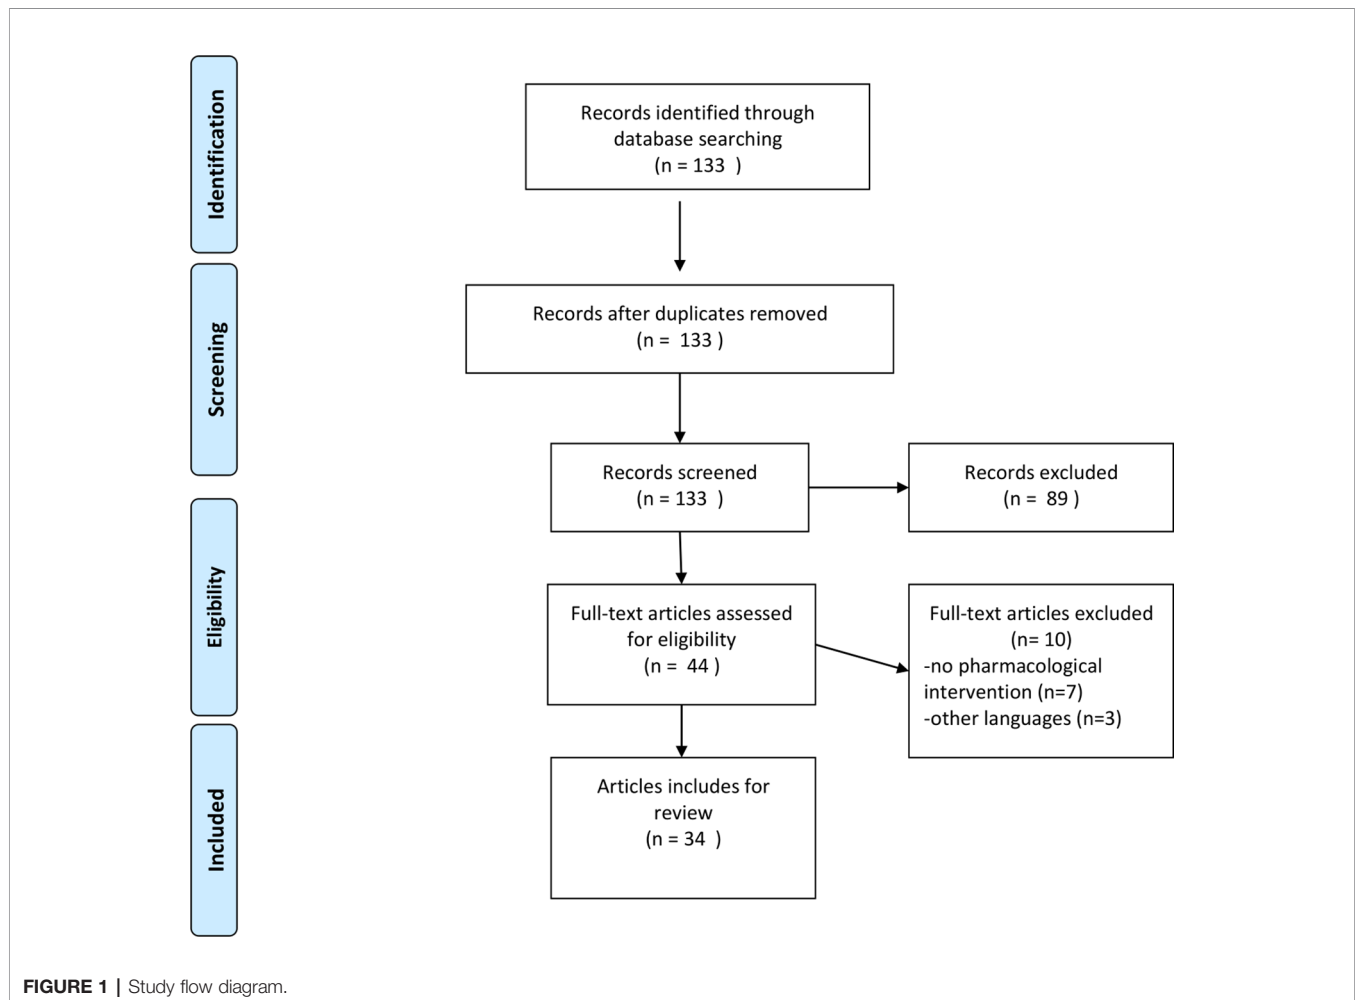 Identification
Records identified through
database searching
(n = 133  )
Screening
Records after duplicates removed
(n =  133 )
Records screened
(n = 133  )
Records excluded
(n =  89 )
Eligibility
Full-text articles assessed
for eligibility
(n =  44 )
Full-text articles excluded
(n= 10)
-no pharmacological
intervention (n=7)
-other languages (n=3)
Included
Articles includes for
review
(n = 34  )
FIGURE 1 | Study flow diagram.